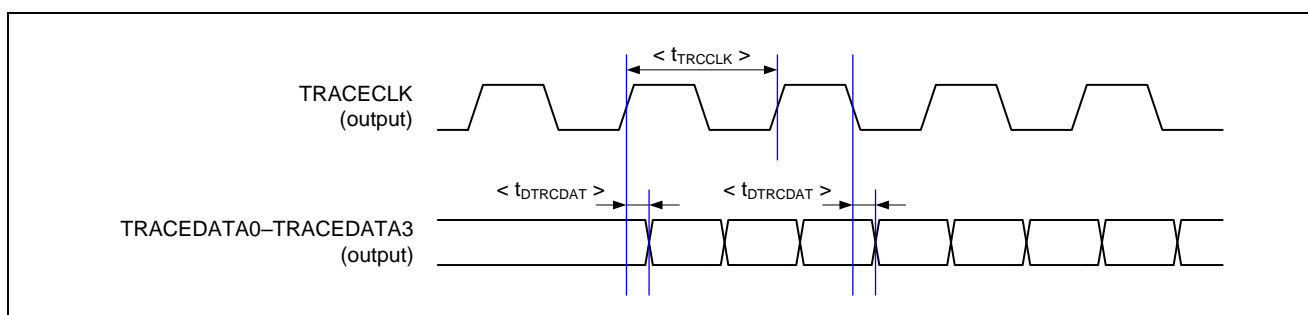 < tTRCCLK >
TRACECLK
(output)
< tDTRCDAT > < tDTRCDAT >
TRACEDATA0–TRACEDATA3
(output)